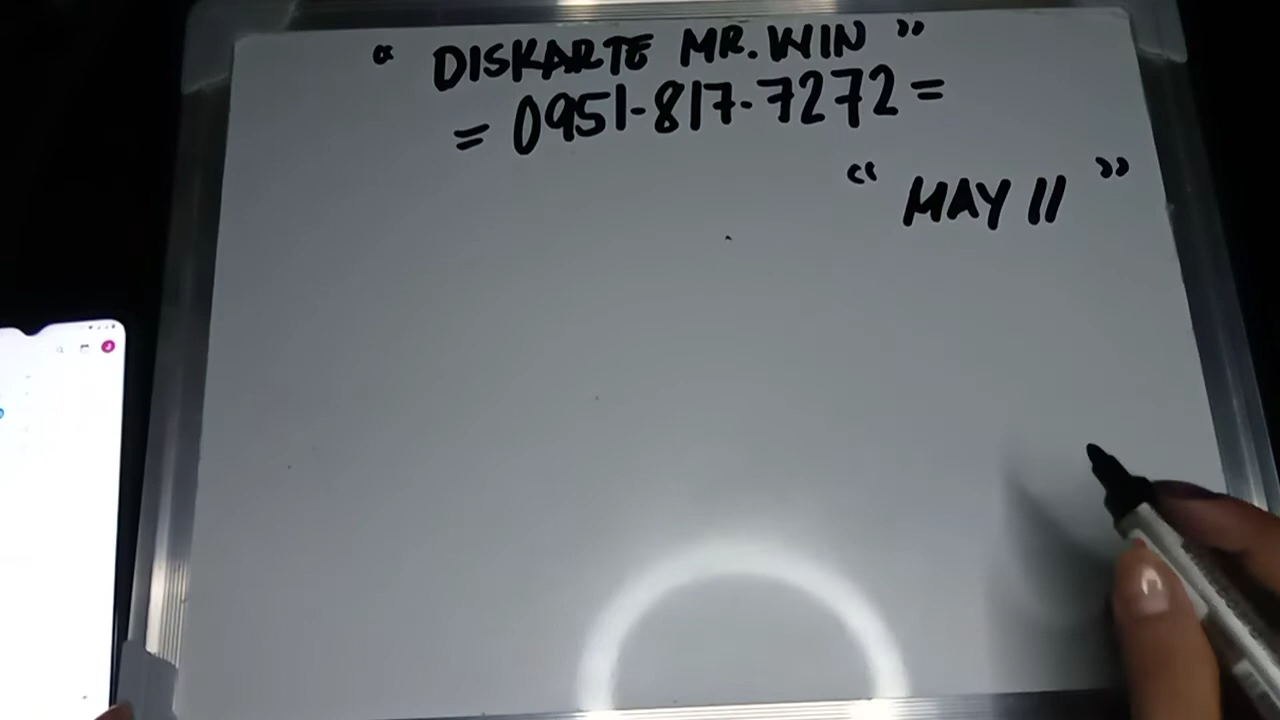 “ DISKARTE MR. WIN ”
= 0951-817-7272 =
“ MAY 11 ”